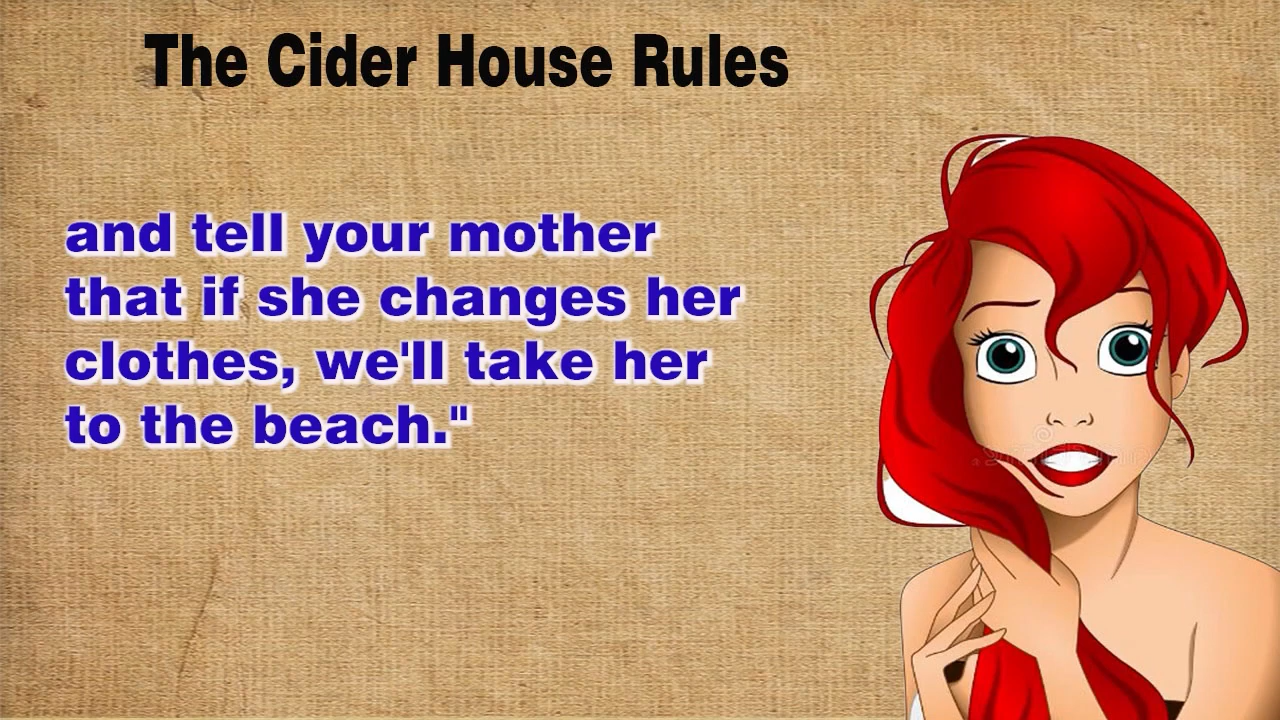 The Cider House Rules
and tell your mother
that if she changes her
clothes, we'll take her
to the beach."